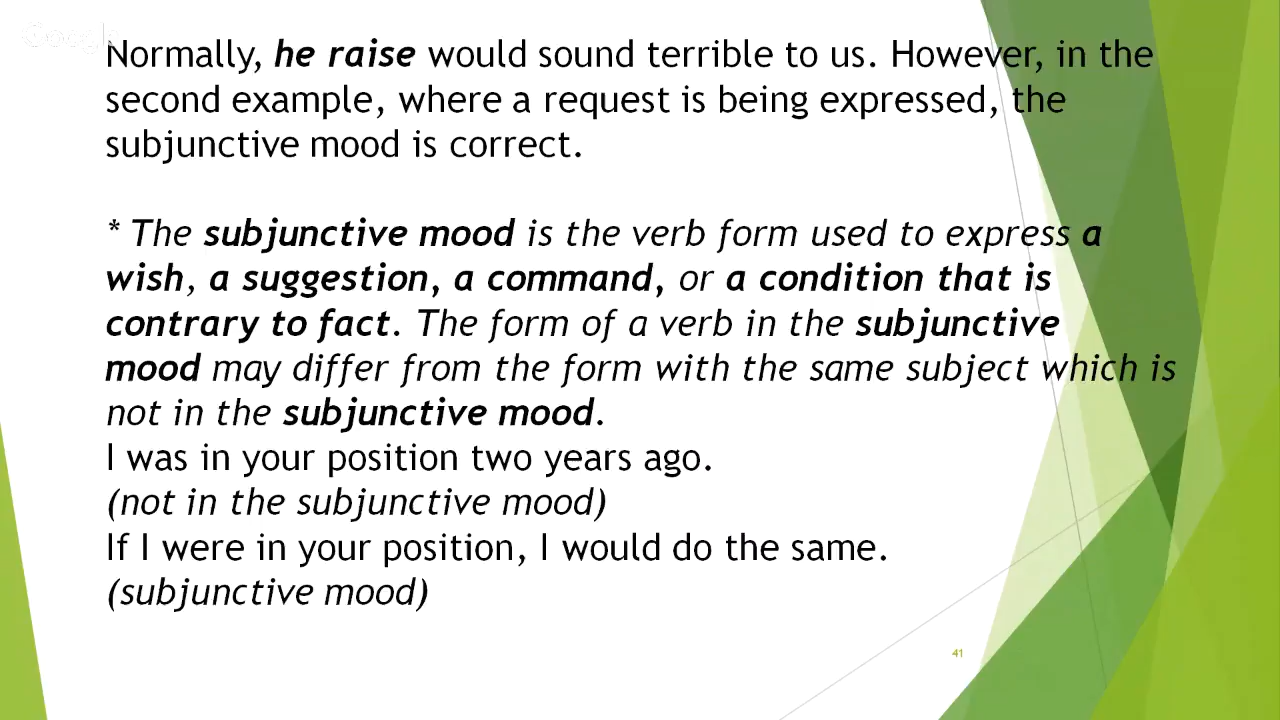 Google
Normally, he raise would sound terrible to us. However, in the
second example, where a request is being expressed, the
subjunctive mood is correct.
* The subjunctive mood is the verb form used to express a
wish, a suggestion, a command, or a condition that is
contrary to fact. The form of a verb in the subjunctive
mood may differ from the form with the same subject which is
not in the subjunctive mood.
I was in your position two years ago.
(not in the subjunctive mood)
If I were in your position, I would do the same.
(subjunctive mood)
41